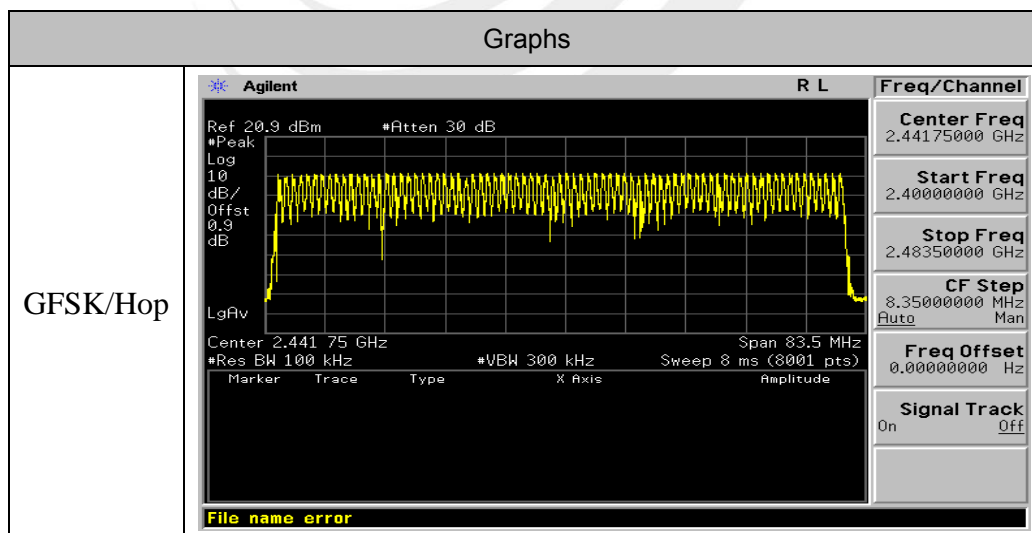 Graphs
GFSK/Hop
Agilent
R L
Ref 20.9 dBm #Atten 30 dB
#Peak
Log
10
dB/
Offst
0.9
dB
LgAv
Center 2.441 75 GHz Span 83.5 MHz
#Res BW 100 kHz #VBW 300 kHz Sweep 8 ms (8001 pts)
Marker Trace Type X Axis Amplitude
File name error
Freq/Channel
Center Freq
2.44175000 GHz
Start Freq
2.40000000 GHz
Stop Freq
2.48350000 GHz
CF Step
8.35000000 MHz
Auto Man
Freq Offset
0.00000000 Hz
Signal Track
On Off